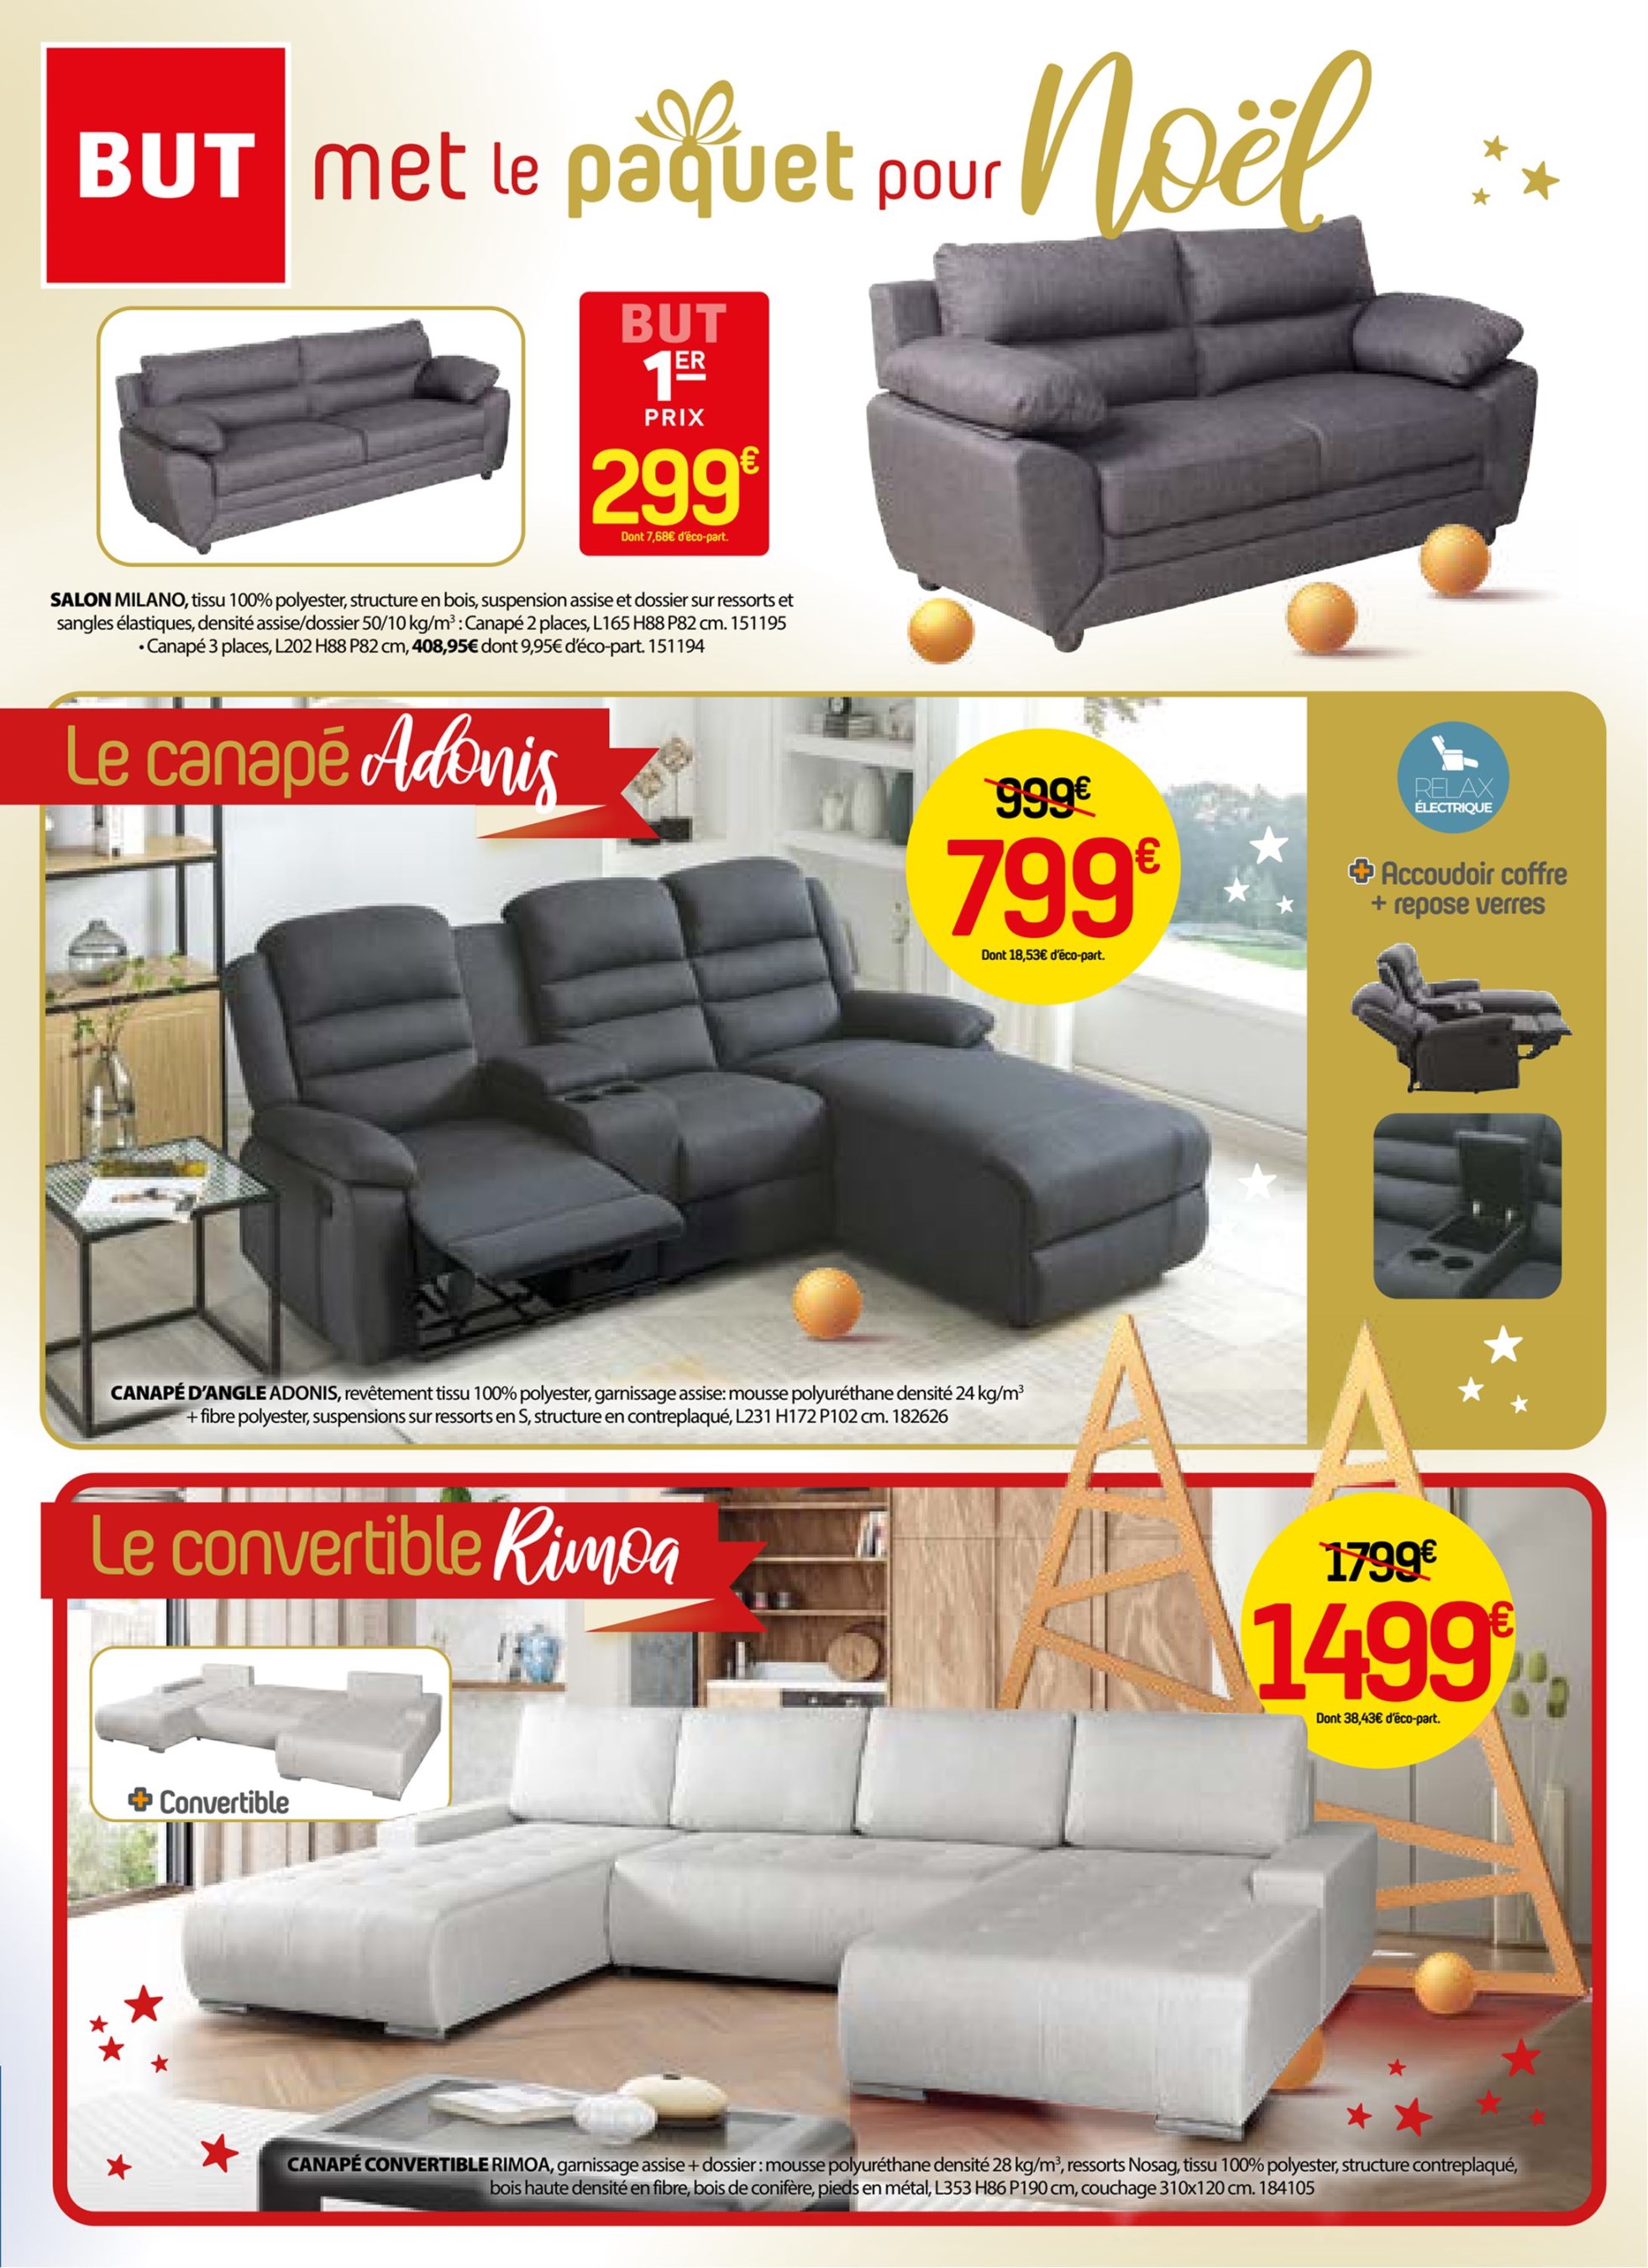 BUT met le paquet pour Noël
BUT
1ER
PRIX
299€
Dont 7,68€ d'éco-part.
SALON MILANO, tissu 100% polyester, structure en bois, suspension assise et dossier sur ressorts et
sangles élastiques, densité assise/dossier 50/10 kg/m³ : Canapé 2 places, L165 H88 P82 cm. 151195
• Canapé 3 places, L202 H88 P82 cm, 408,95€ dont 9,95€ d'éco-part. 151194
Le canapé Adonis
999€
799€
Dont 18,53€ d'éco-part.
RELAX
ÉLECTRIQUE
Accoudoir coffre
+ repose verres
CANAPÉ D'ANGLE ADONIS, revêtement tissu 100% polyester, garnissage assise: mousse polyuréthane densité 24 kg/m³
+ fibre polyester, suspensions sur ressorts en S, structure en contreplaqué, L231 H172 P102 cm. 182626
Le convertible Rimoa
1799€
1499€
Dont 38,43€ d'éco-part.
+ Convertible
CANAPÉ CONVERTIBLE RIMOA, garnissage assise + dossier : mousse polyuréthane densité 28 kg/m³, ressorts Nosag, tissu 100% polyester, structure contreplaqué,
bois haute densité en fibre, bois de conifère, pieds en métal, L353 H86 P190 cm, couchage 310x120 cm. 184105